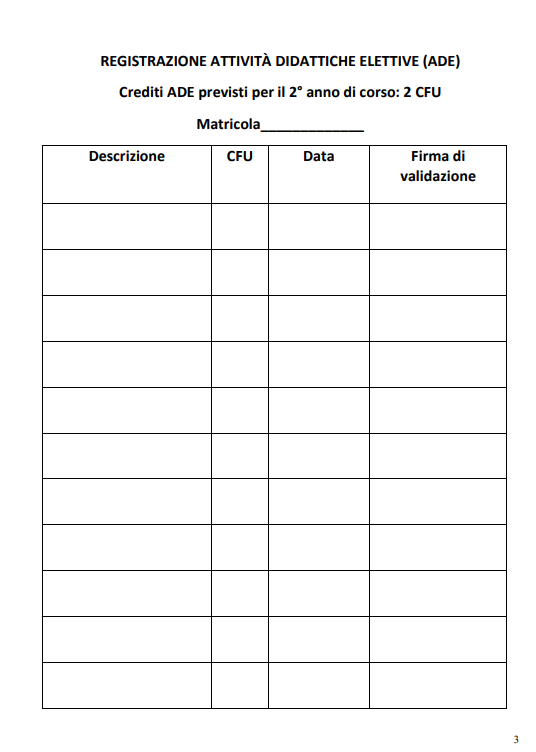 REGISTRAZIONE ATTIVITÀ DIDATTICHE ELETTIVE (ADE)
Crediti ADE previsti per il 2° anno di corso: 2 CFU
Matricola_____________
Descrizione CFU Data Firma di
validazione
3